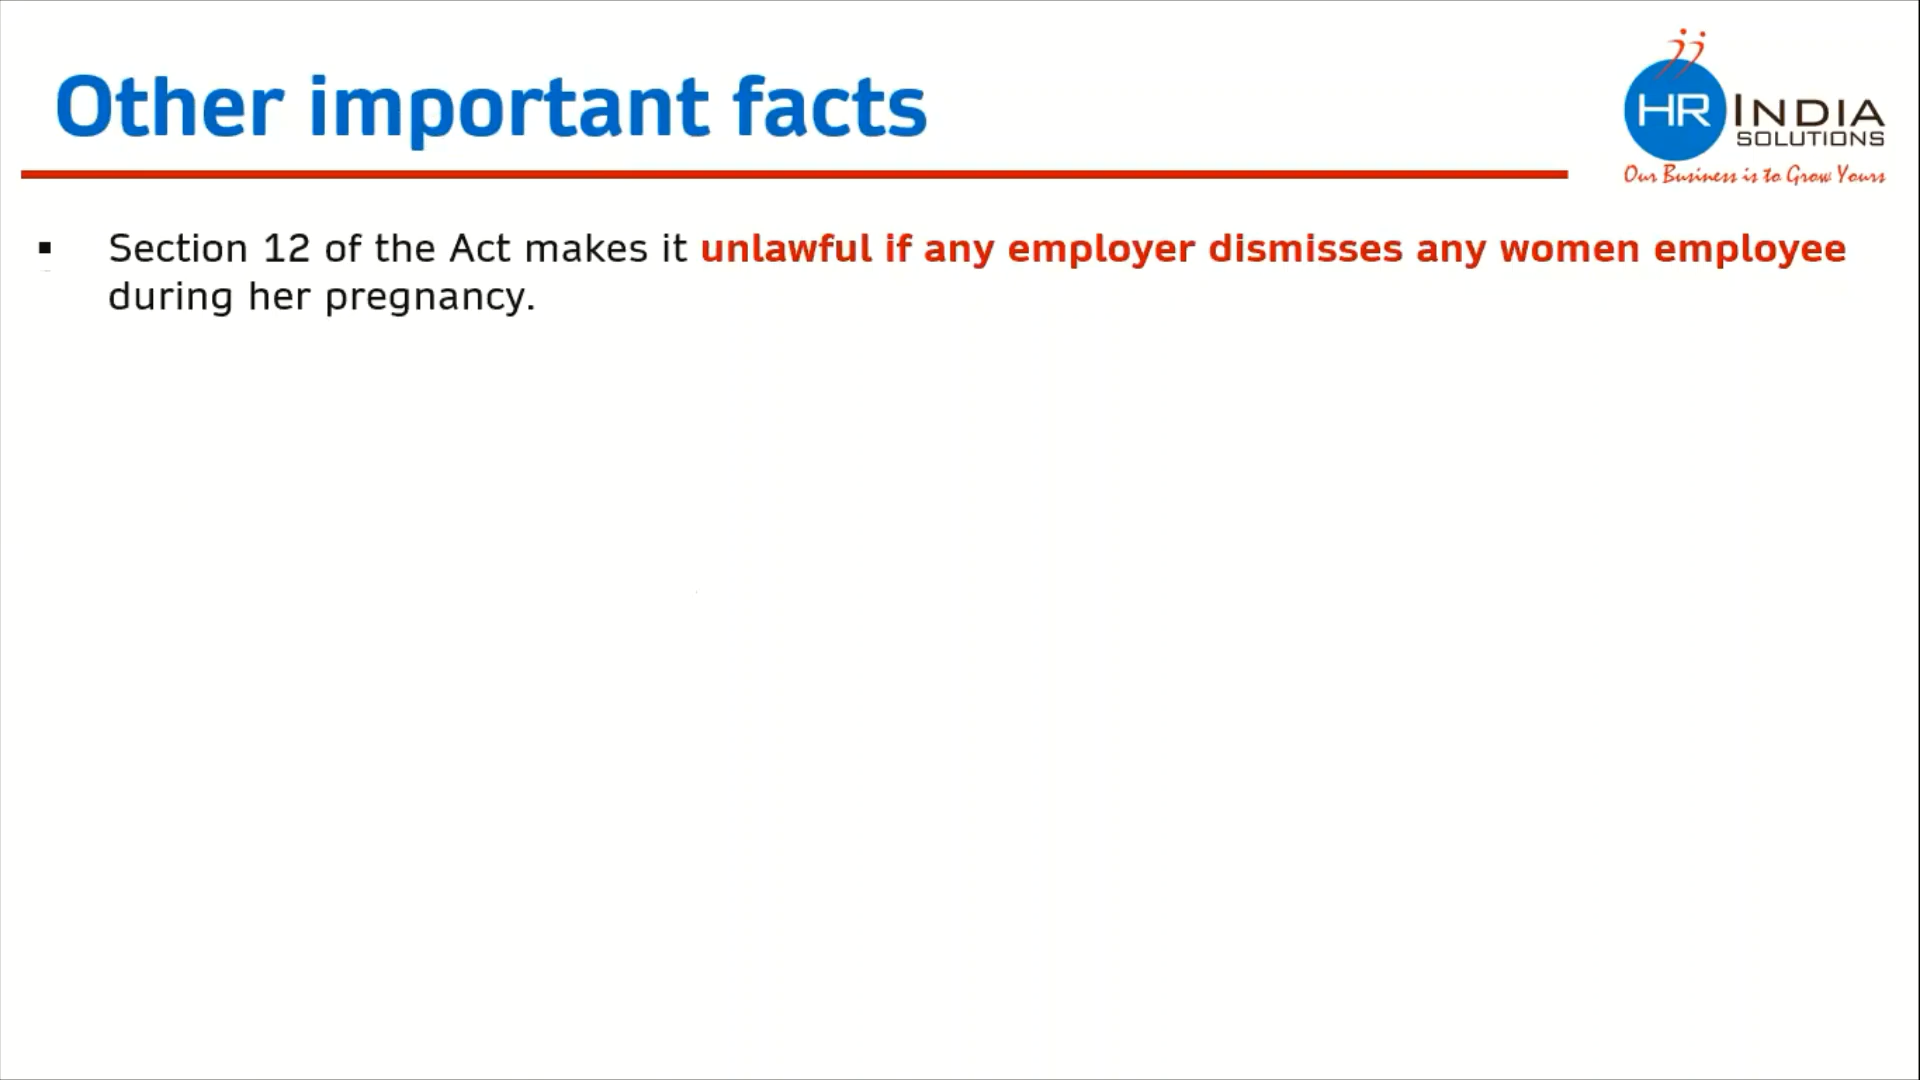 Other important facts
HR INDIA
SOLUTIONS
Our Business is to Grow Yours
▪ Section 12 of the Act makes it unlawful if any employer dismisses any women employee
during her pregnancy.